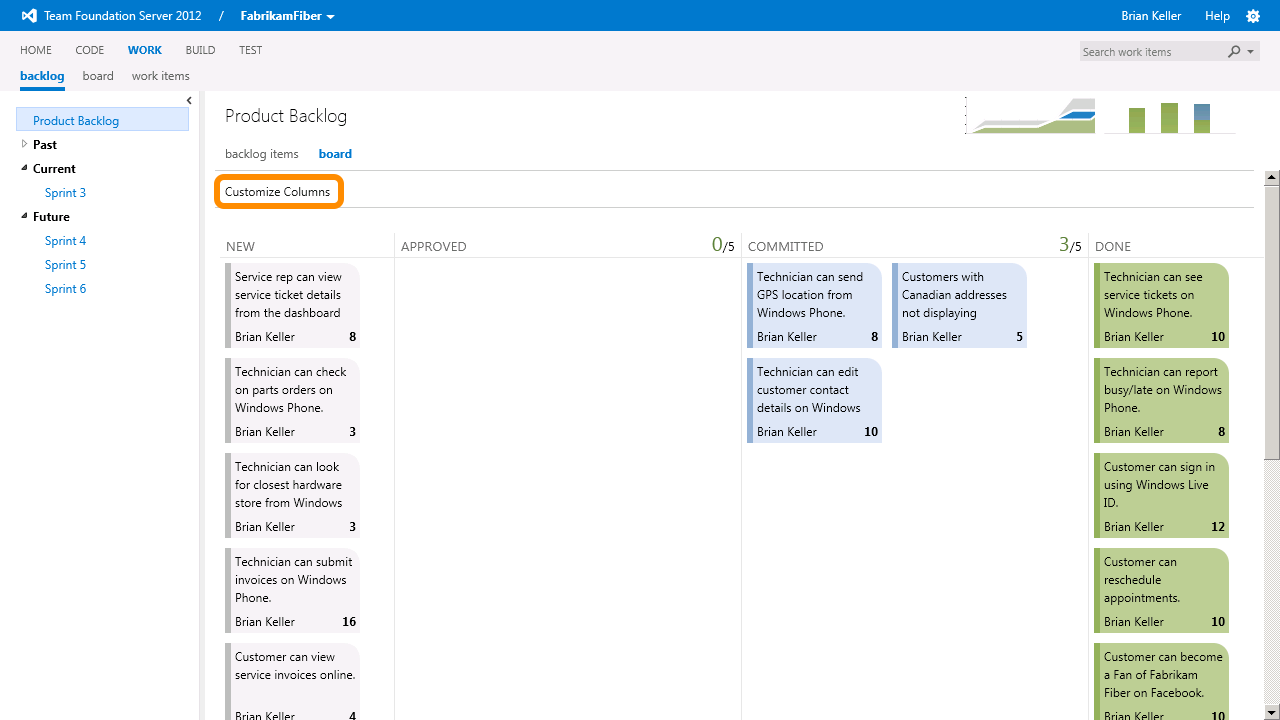 Team Foundation Server 2012 / FabrikamFiber
Brian Keller Help
HOME CODE WORK BUILD TEST
Search work items
backlog board work items
Product Backlog
Past
Current
Sprint 3
Future
Sprint 4
Sprint 5
Sprint 6
Product Backlog
backlog items board
Customize Columns
NEW
Service rep can view
service ticket details
from the dashboard
Brian Keller 8
Technician can check
on parts orders on
Windows Phone.
Brian Keller 3
Technician can look
for closest hardware
store from Windows
Brian Keller 3
Technician can submit
invoices on Windows
Phone.
Brian Keller 16
Customer can view
service invoices online.
Brian Keller 4
APPROVED 0/5
COMMITTED 3/5
Technician can send
GPS location from
Windows Phone.
Brian Keller 8
Customers with
Canadian addresses
not displaying
Brian Keller 5
Technician can edit
customer contact
details on Windows
Brian Keller 10
DONE
Technician can see
service tickets on
Windows Phone.
Brian Keller 10
Technician can report
busy/late on Windows
Phone.
Brian Keller 8
Customer can sign in
using Windows Live
ID.
Brian Keller 12
Customer can
reschedule
appointments.
Brian Keller 10
Customer can become
a Fan of Fabrikam
Fiber on Facebook.
Brian Keller 10